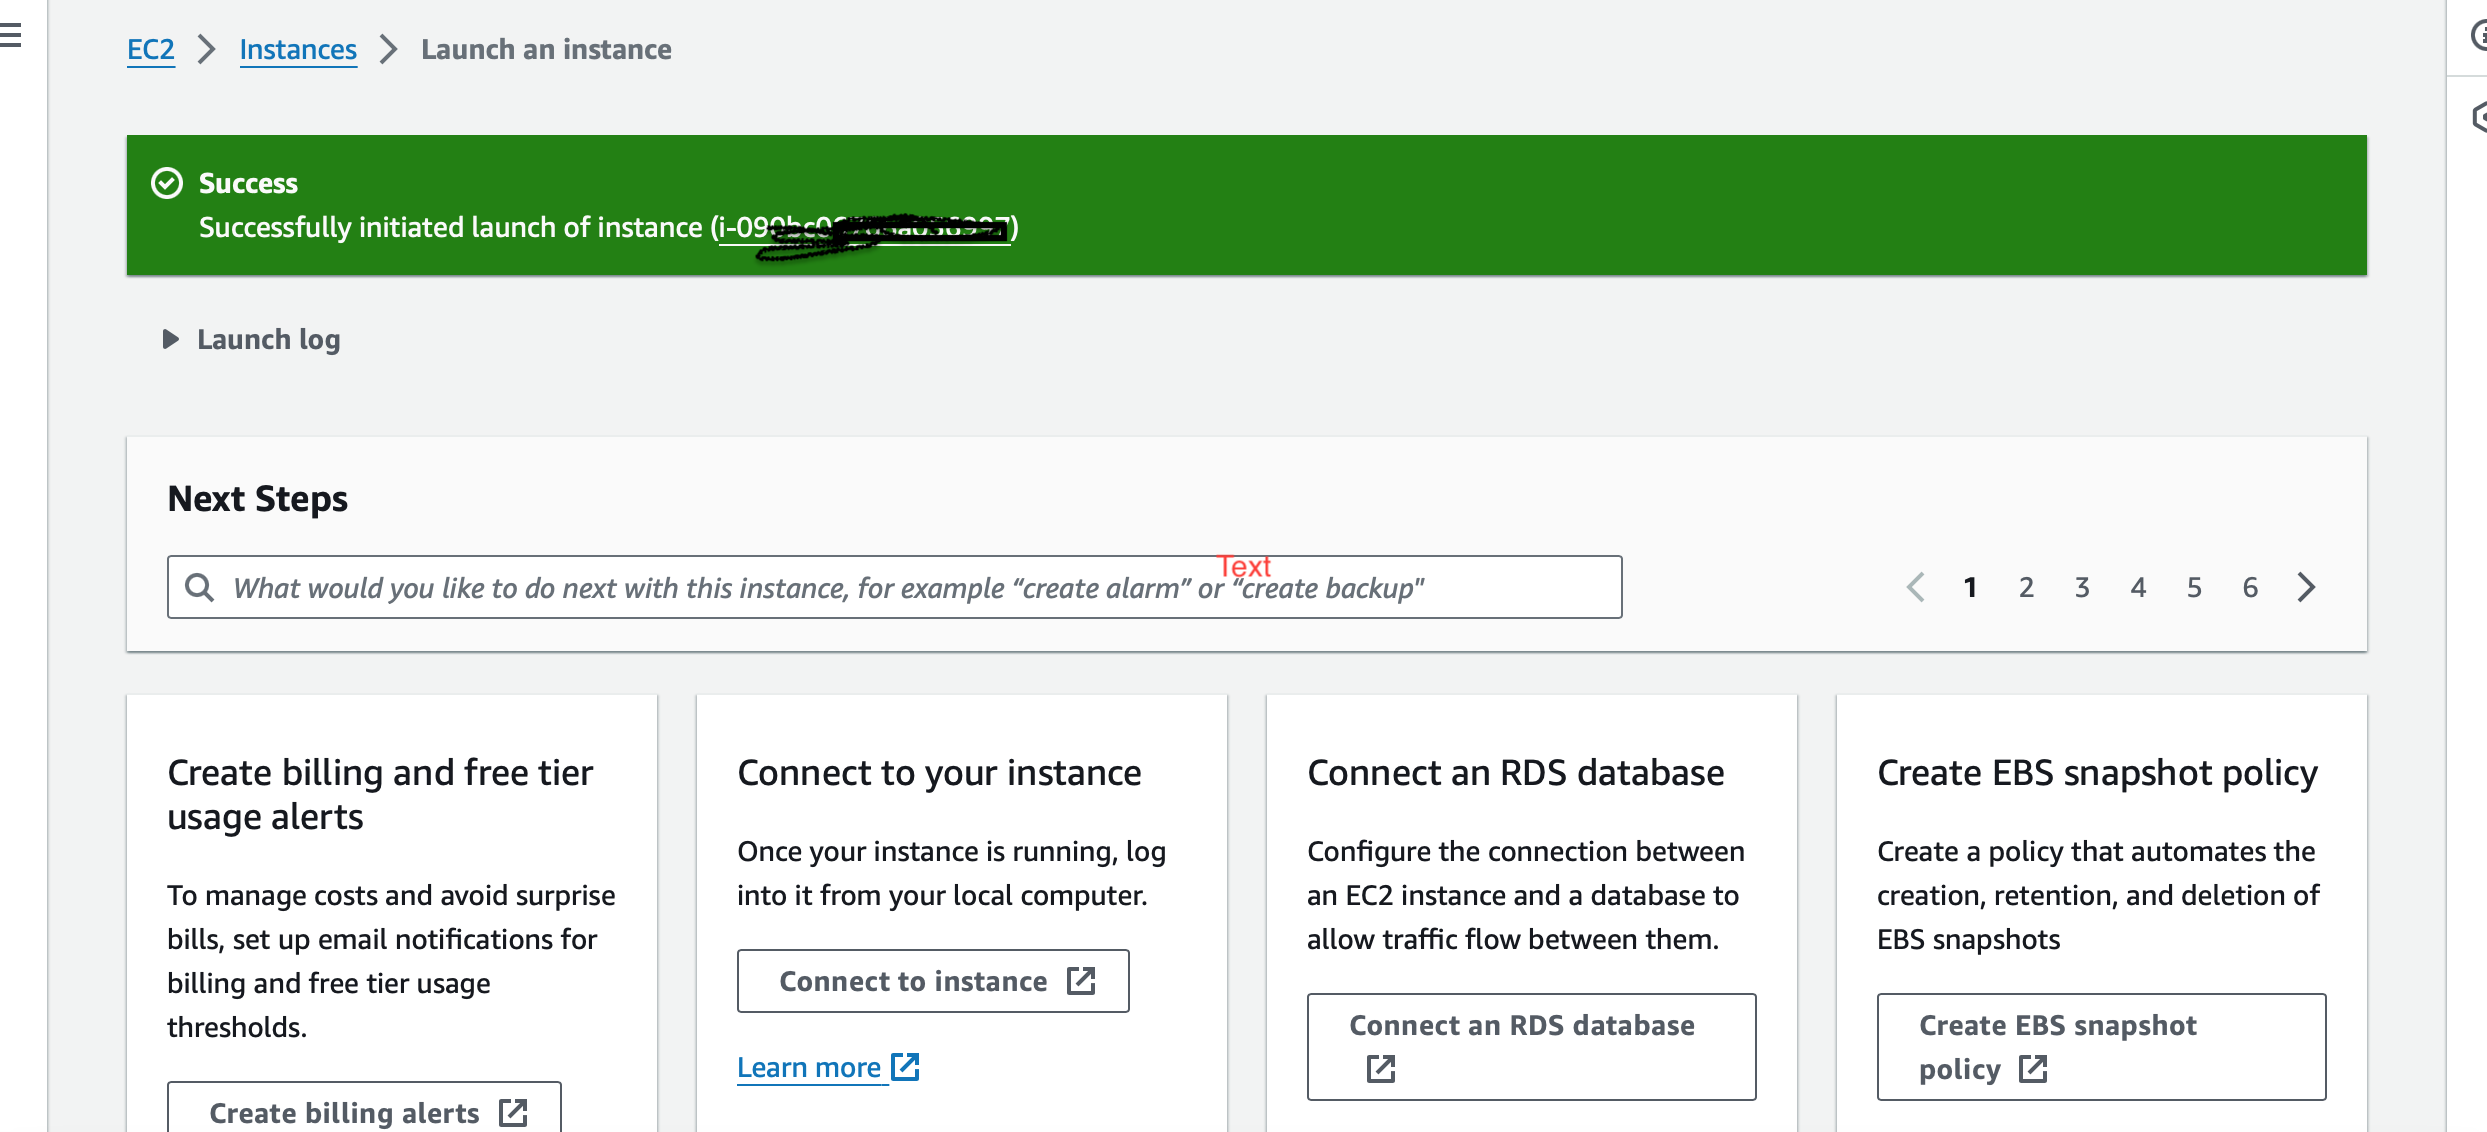 EC2 > Instances > Launch an instance
Success
Successfully initiated launch of instance
Launch log
Next Steps
Text
What would you like to do next with this instance, for example “create alarm” or “create backup"
1 2 3 4 5 6
Create billing and free tier
usage alerts
To manage costs and avoid surprise
bills, set up email notifications for
billing and free tier usage
thresholds.
Create billing alerts
Connect to your instance
Once your instance is running, log
into it from your local computer.
Connect to instance
Learn more
Connect an RDS database
Configure the connection between
an EC2 instance and a database to
allow traffic flow between them.
Connect an RDS database
Create EBS snapshot policy
Create a policy that automates the
creation, retention, and deletion of
EBS snapshots
Create EBS snapshot
policy